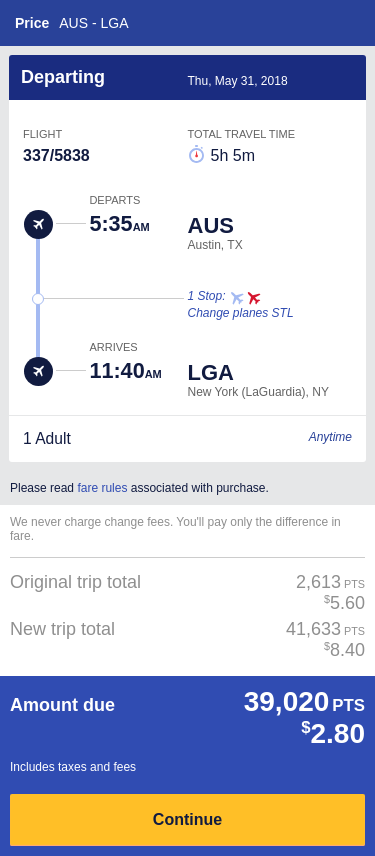 Price AUS - LGA
Departing Thu, May 31, 2018
FLIGHT TOTAL TRAVEL TIME
337/5838 5h 5m
DEPARTS
5:35AM AUS
Austin, TX
1 Stop:
Change planes STL
ARRIVES
11:40AM LGA
New York (LaGuardia), NY
1 Adult Anytime
Please read fare rules associated with purchase.
We never charge change fees. You'll pay only the difference in
fare.
Original trip total 2,613 PTS
$5.60
New trip total 41,633 PTS
$8.40
Amount due 39,020 PTS
$2.80
Includes taxes and fees
Continue